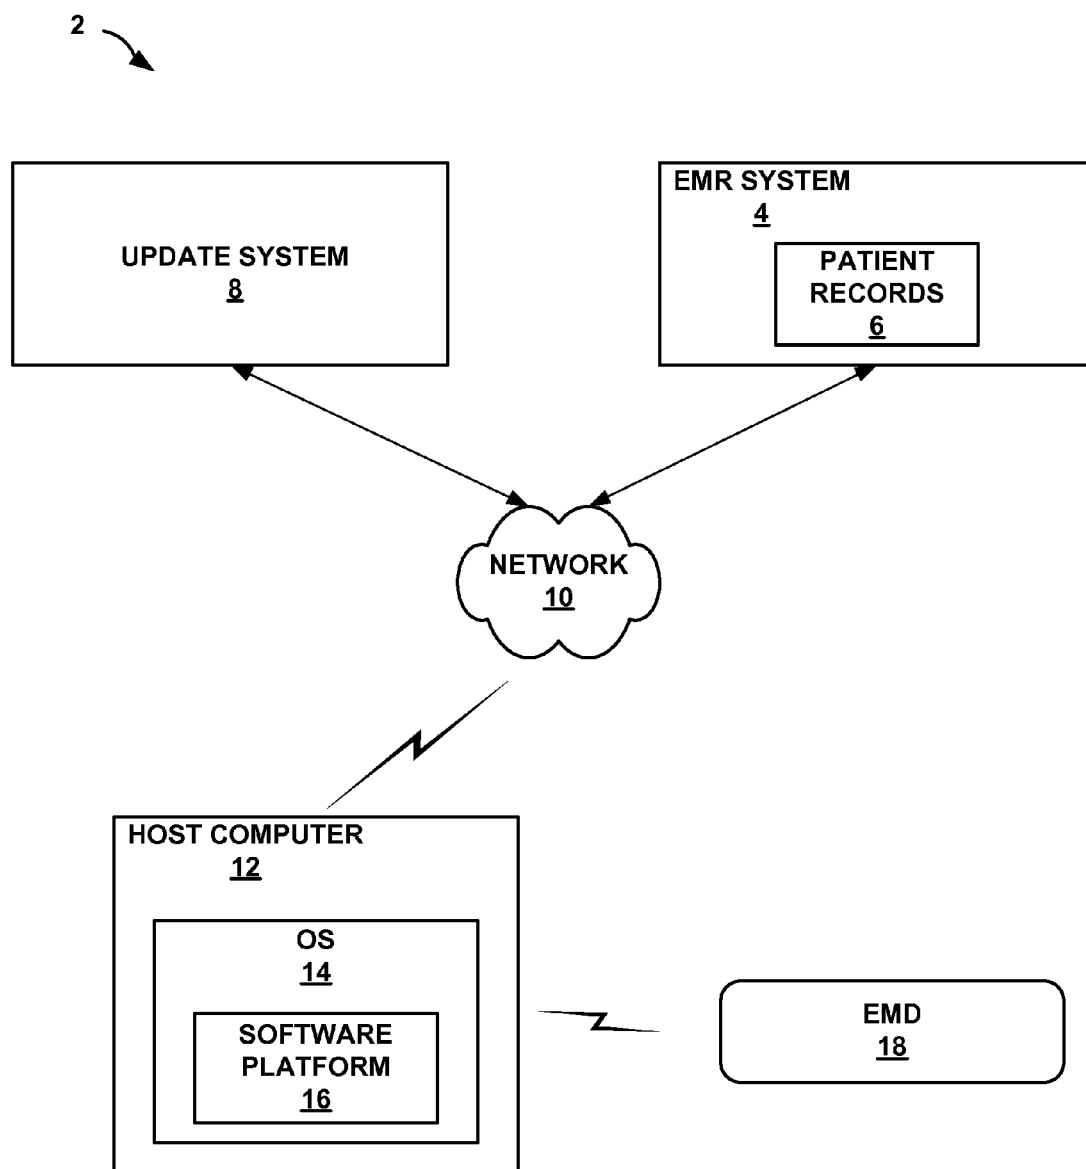 2
UPDATE SYSTEM
8
EMR SYSTEM
4
PATIENT
RECORDS
6
NETWORK
10
HOST COMPUTER
12
OS
14
SOFTWARE
PLATFORM
16
EMD
18